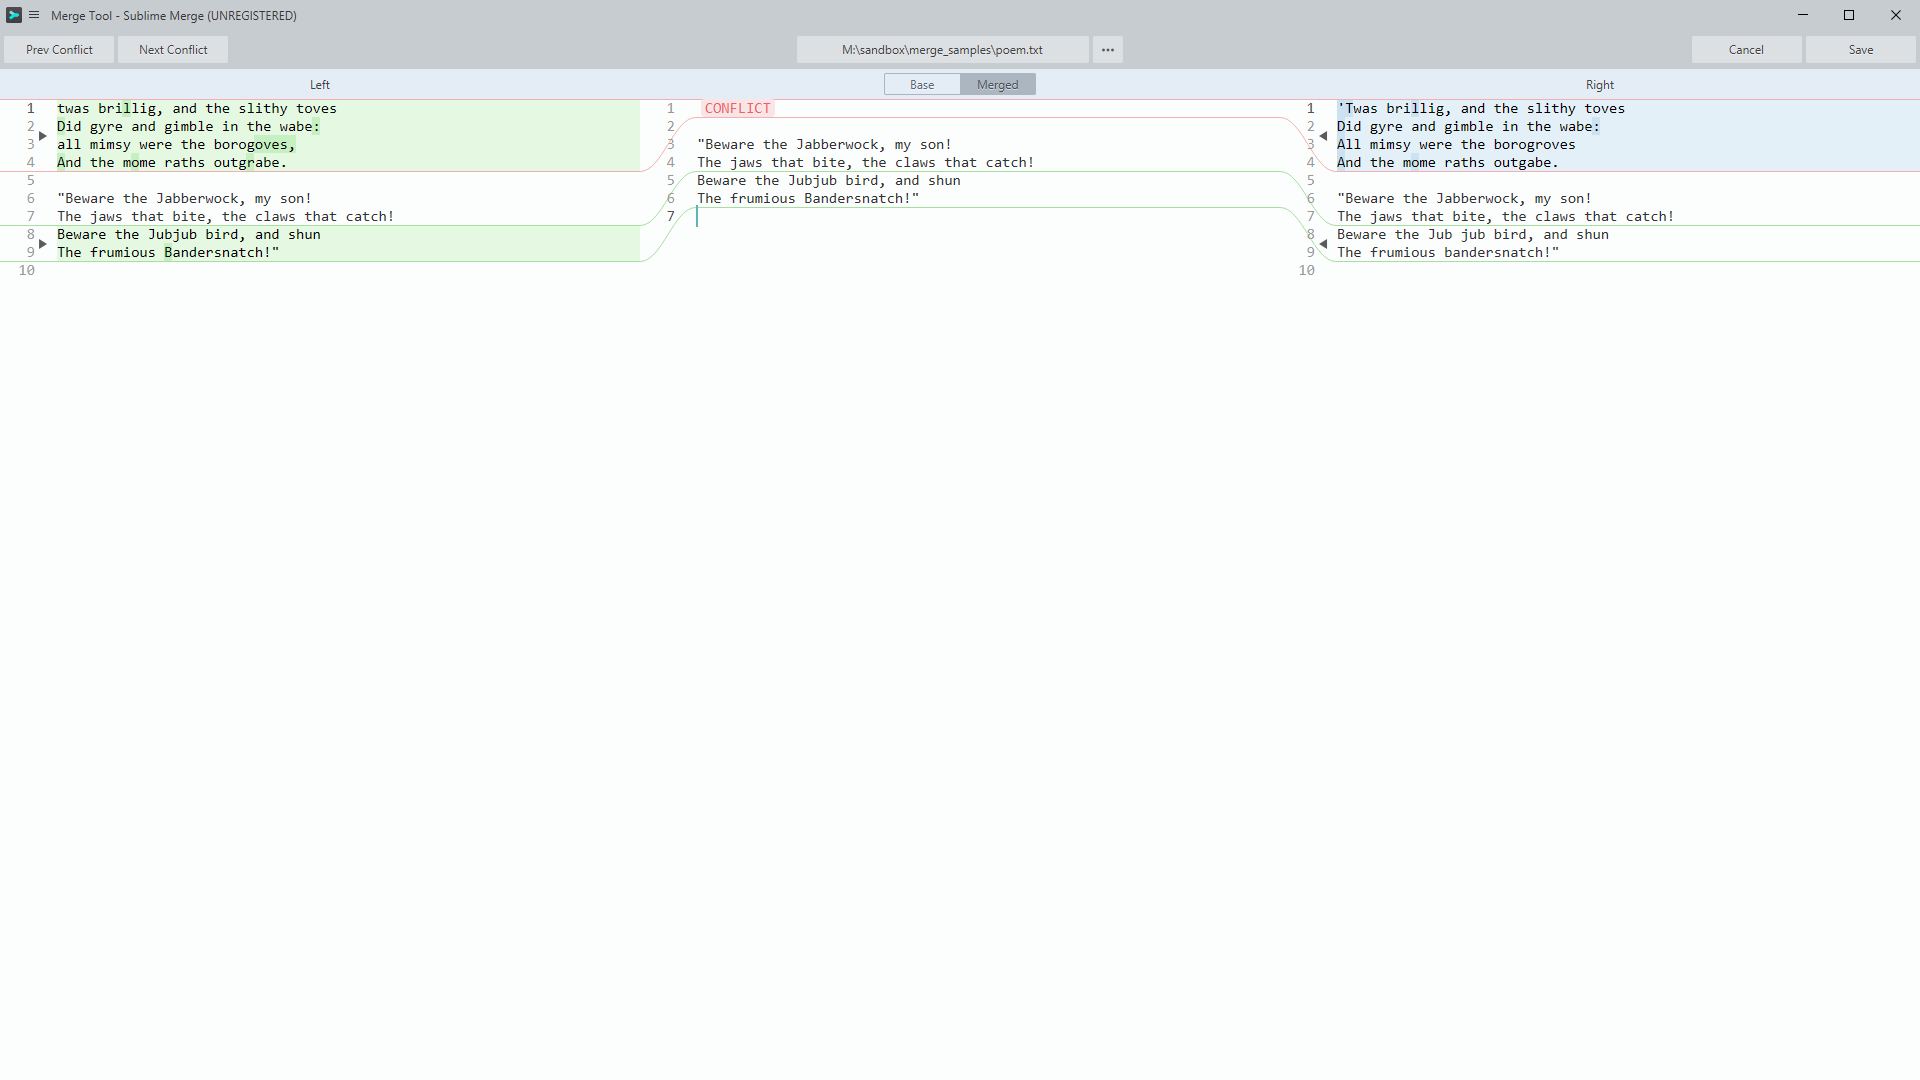 Merge Tool - Sublime Merge (UNREGISTERED)
Prev Conflict
Next Conflict
M:\sandbox\merge_samples\poem.txt
•••
Cancel
Save
Left
Base
Merged
Right
1 twas brillig, and the slithy toves
2 Did gyre and gimble in the wabe:
3 all mimsy were the borogoves,
4 And the mome raths outgrabe.
5
6 "Beware the Jabberwock, my son!
7 The jaws that bite, the claws that catch!
8 Beware the Jubjub bird, and shun
9 The frumious Bandersnatch!"
10
1 CONFLICT
2
3 "Beware the Jabberwock, my son!
4 The jaws that bite, the claws that catch!
5 Beware the Jubjub bird, and shun
6 The frumious Bandersnatch!"
7
1 'Twas brillig, and the slithy toves
2 Did gyre and gimble in the wabe:
3 All mimsy were the borogroves
4 And the mome raths outgabe.
5
6 "Beware the Jabberwock, my son!
7 The jaws that bite, the claws that catch!
8 Beware the Jub jub bird, and shun
9 The frumious bandersnatch!"
10